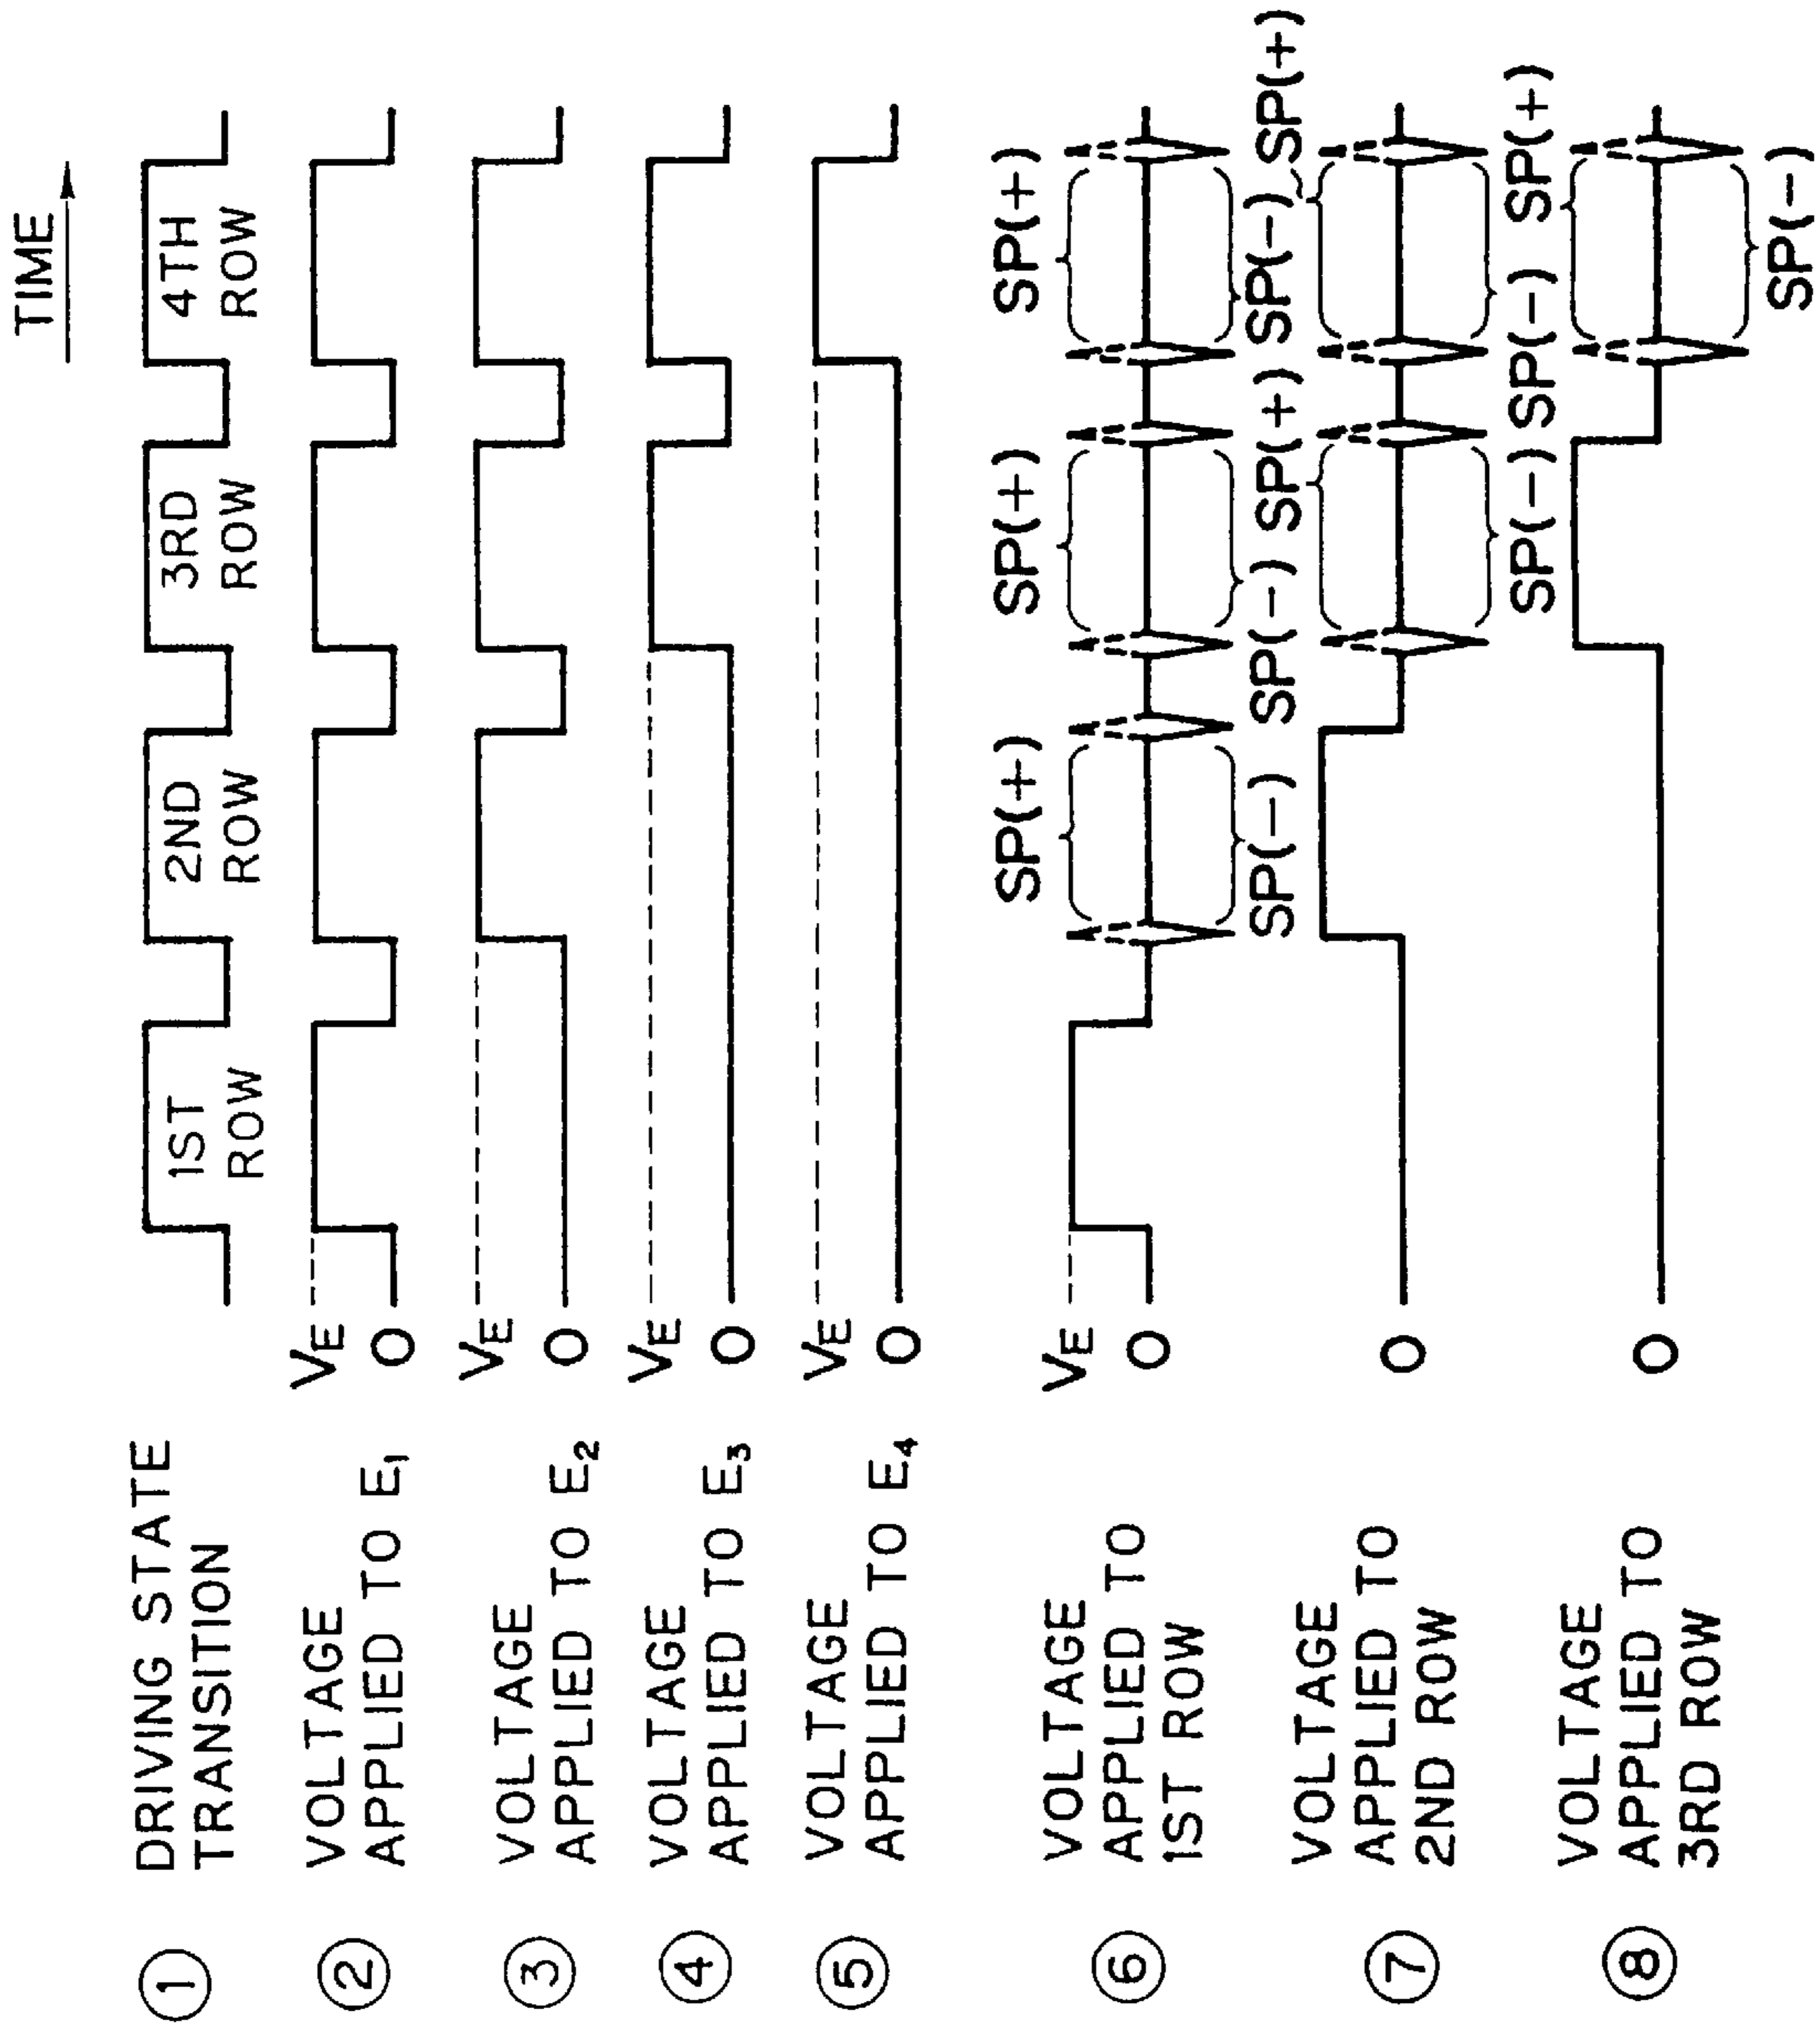 TIME
① DRIVING STATE
TRANSITION
1ST
ROW
2ND
ROW
3RD
ROW
4TH
ROW
② VOLTAGE
APPLIED TO E₁
VE
0
③ VOLTAGE
APPLIED TO E₂
VE
0
④ VOLTAGE
APPLIED TO E₃
VE
0
⑤ VOLTAGE
APPLIED TO E₄
VE
0
⑥ VOLTAGE
APPLIED TO
1ST ROW
VE
0
SP(+) SP(+) SP(+)
SP(-) SP(-) SP(-)
⑦ VOLTAGE
APPLIED TO
2ND ROW
0
SP(+) SP(+)
SP(-) SP(-)
⑧ VOLTAGE
APPLIED TO
3RD ROW
0
SP(+)
SP(-)